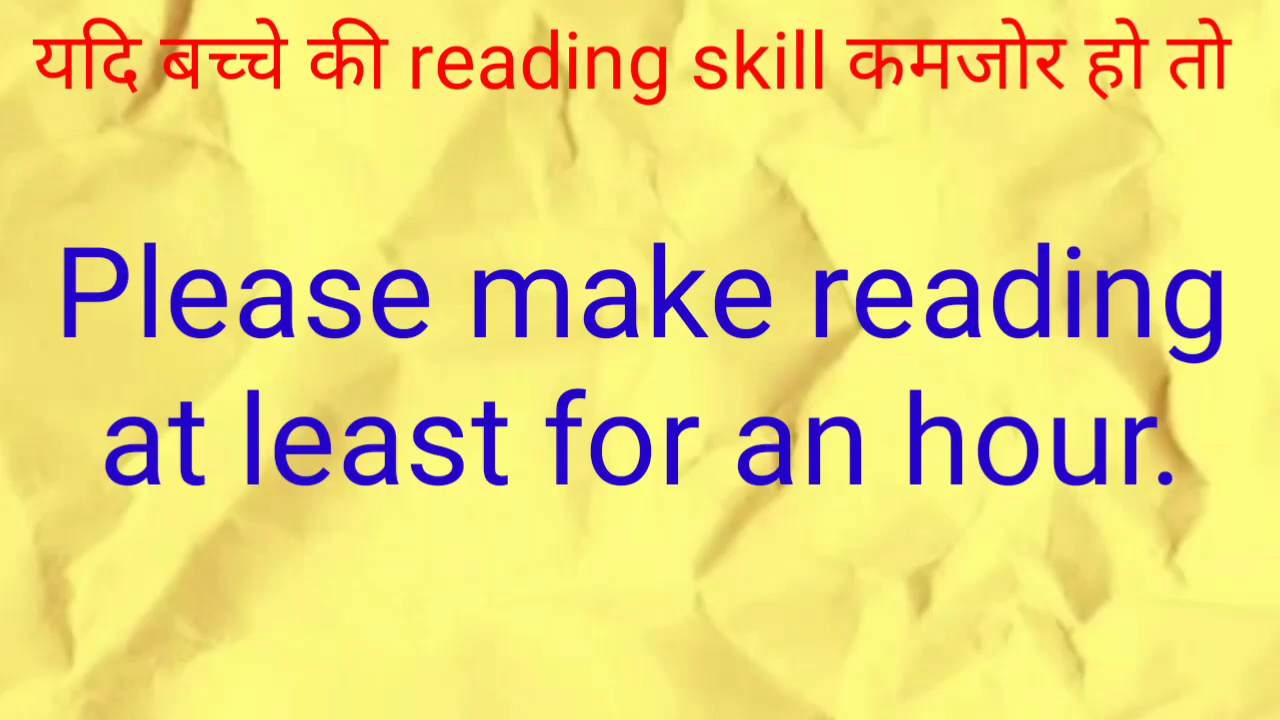 यदि बच्चे की reading skill कमजोर हो तो
Please make reading
at least for an hour.